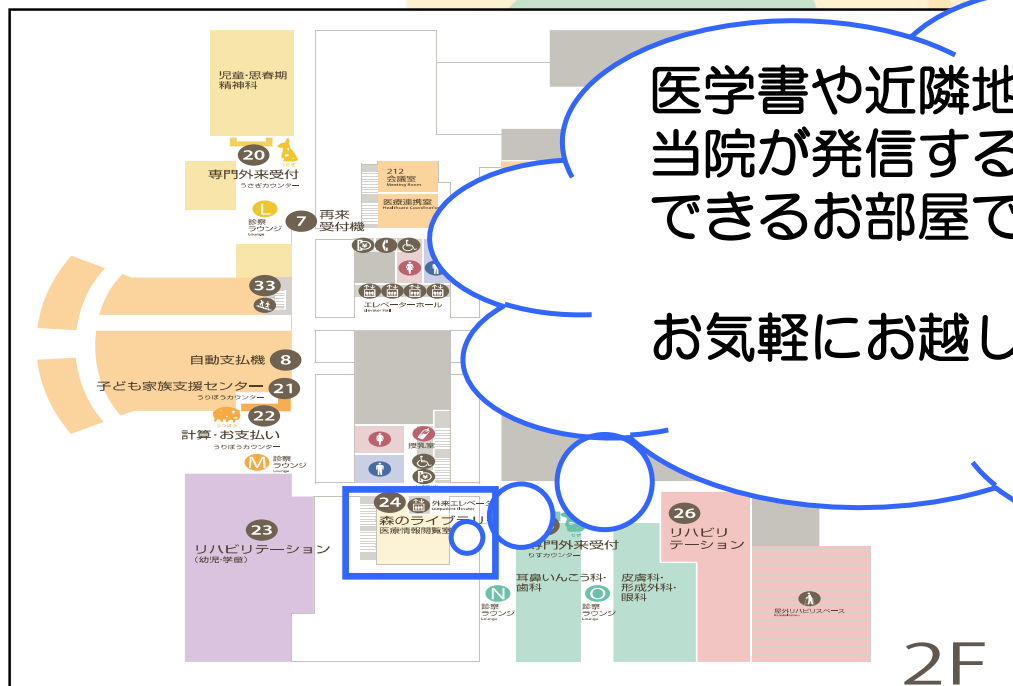 医学書や近隣地
当院が発信する
できるお部屋で
お気軽にお越し
児童・思春期
精神科
20
専門外来受付
うさぎカウンター
L
診察
ラウンジ
Lounge
7
再来
受付機
212
会議室
Meeting Room
医療連携室
33
エレベーターホール
Elevator Hall
自動支払機
8
子ども家族支援センター
21
うりぼうカウンター
22
計算・お支払い
うりぼうカウンター
M
診察
ラウンジ
Lounge
授乳室
24
外来エレベータ
森のライブラリ
医療情報閲覧室
23
リハビリテーション
(幼児・学童)
門外来受付
りすカウンター
26
リハビリ
テーション
耳鼻いんこう科・
歯科
皮膚科・
形成外科・
眼科
N
診察
ラウンジ
Lounge
O
診察
ラウンジ
Lounge
屋外リハビリスペース
2F